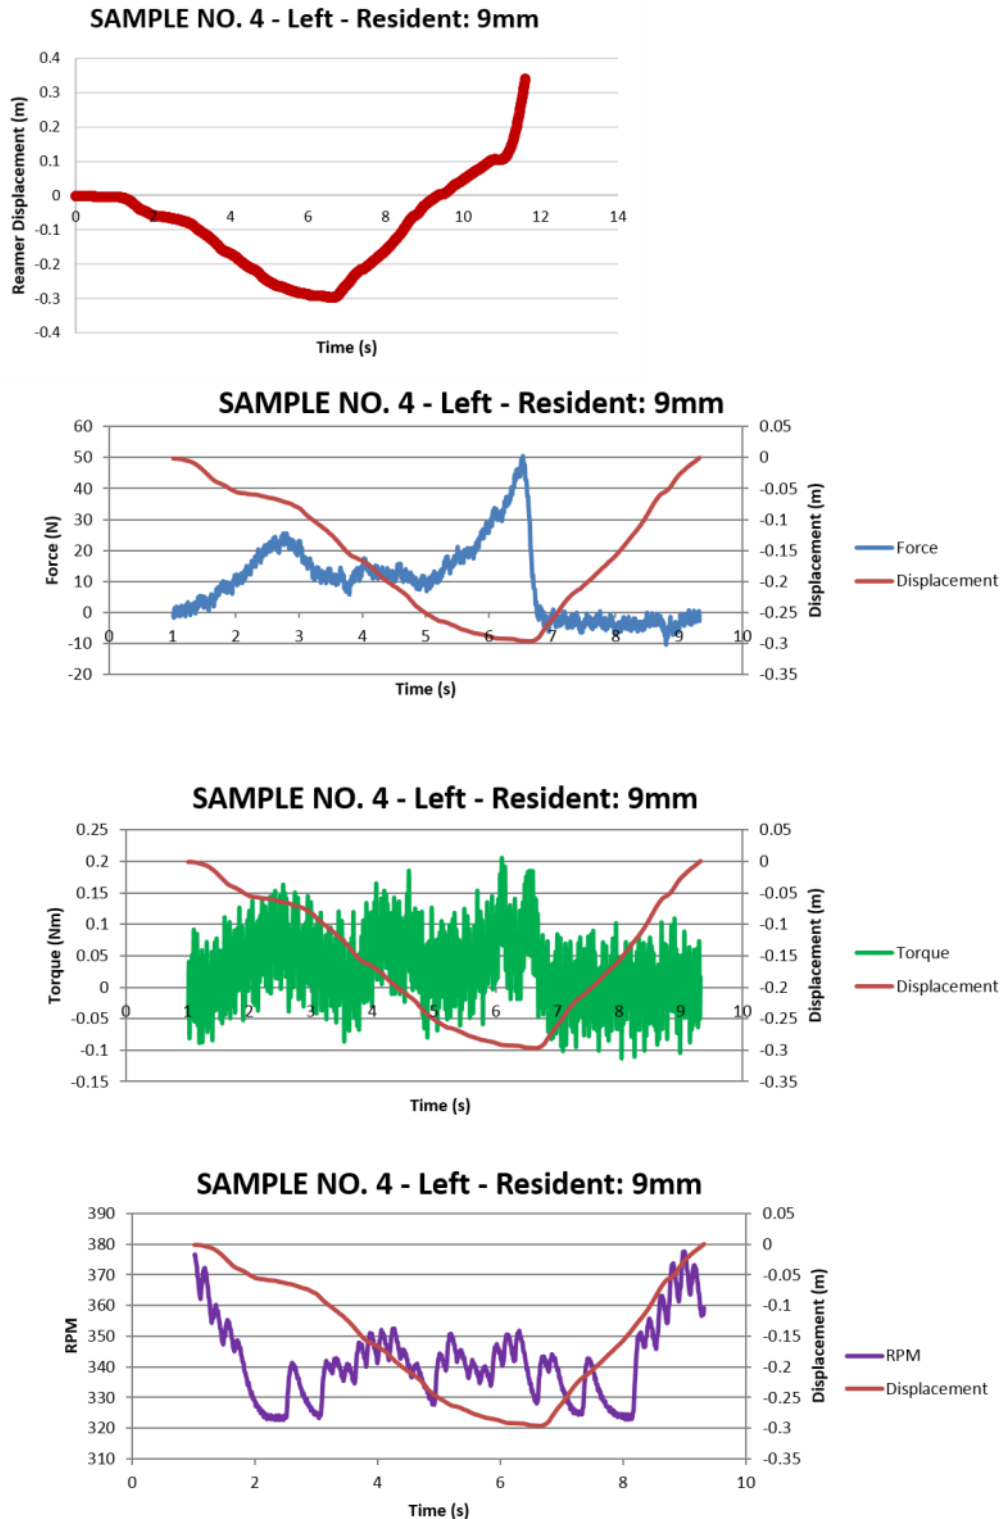 SAMPLE NO. 4 - Left - Resident: 9mm
0.4
0.3
0.2
0.1
0
-0.1
-0.2
-0.3
-0.4
0 2 4 6 8 10 12 14
Reamer Displacement (m)
Time (s)
SAMPLE NO. 4 - Left - Resident: 9mm
60
50
40
30
20
10
0
-10
-20
0 1 2 3 4 5 6 7 8 9 10
0.05
0
-0.05
-0.1
-0.15
-0.2
-0.25
-0.3
-0.35
Force (N)
Displacement (m)
Force
Displacement
Time (s)
SAMPLE NO. 4 - Left - Resident: 9mm
0.25
0.2
0.15
0.1
0.05
0
-0.05
-0.1
-0.15
0 1 2 3 4 5 6 7 8 9 10
0.05
0
-0.05
-0.1
-0.15
-0.2
-0.25
-0.3
-0.35
Torque (Nm)
Displacement (m)
Torque
Displacement
Time (s)
SAMPLE NO. 4 - Left - Resident: 9mm
390
380
370
360
350
340
330
320
310
0 2 4 6 8 10
0.05
0
-0.05
-0.1
-0.15
-0.2
-0.25
-0.3
-0.35
RPM
Displacement (m)
RPM
Displacement
Time (s)